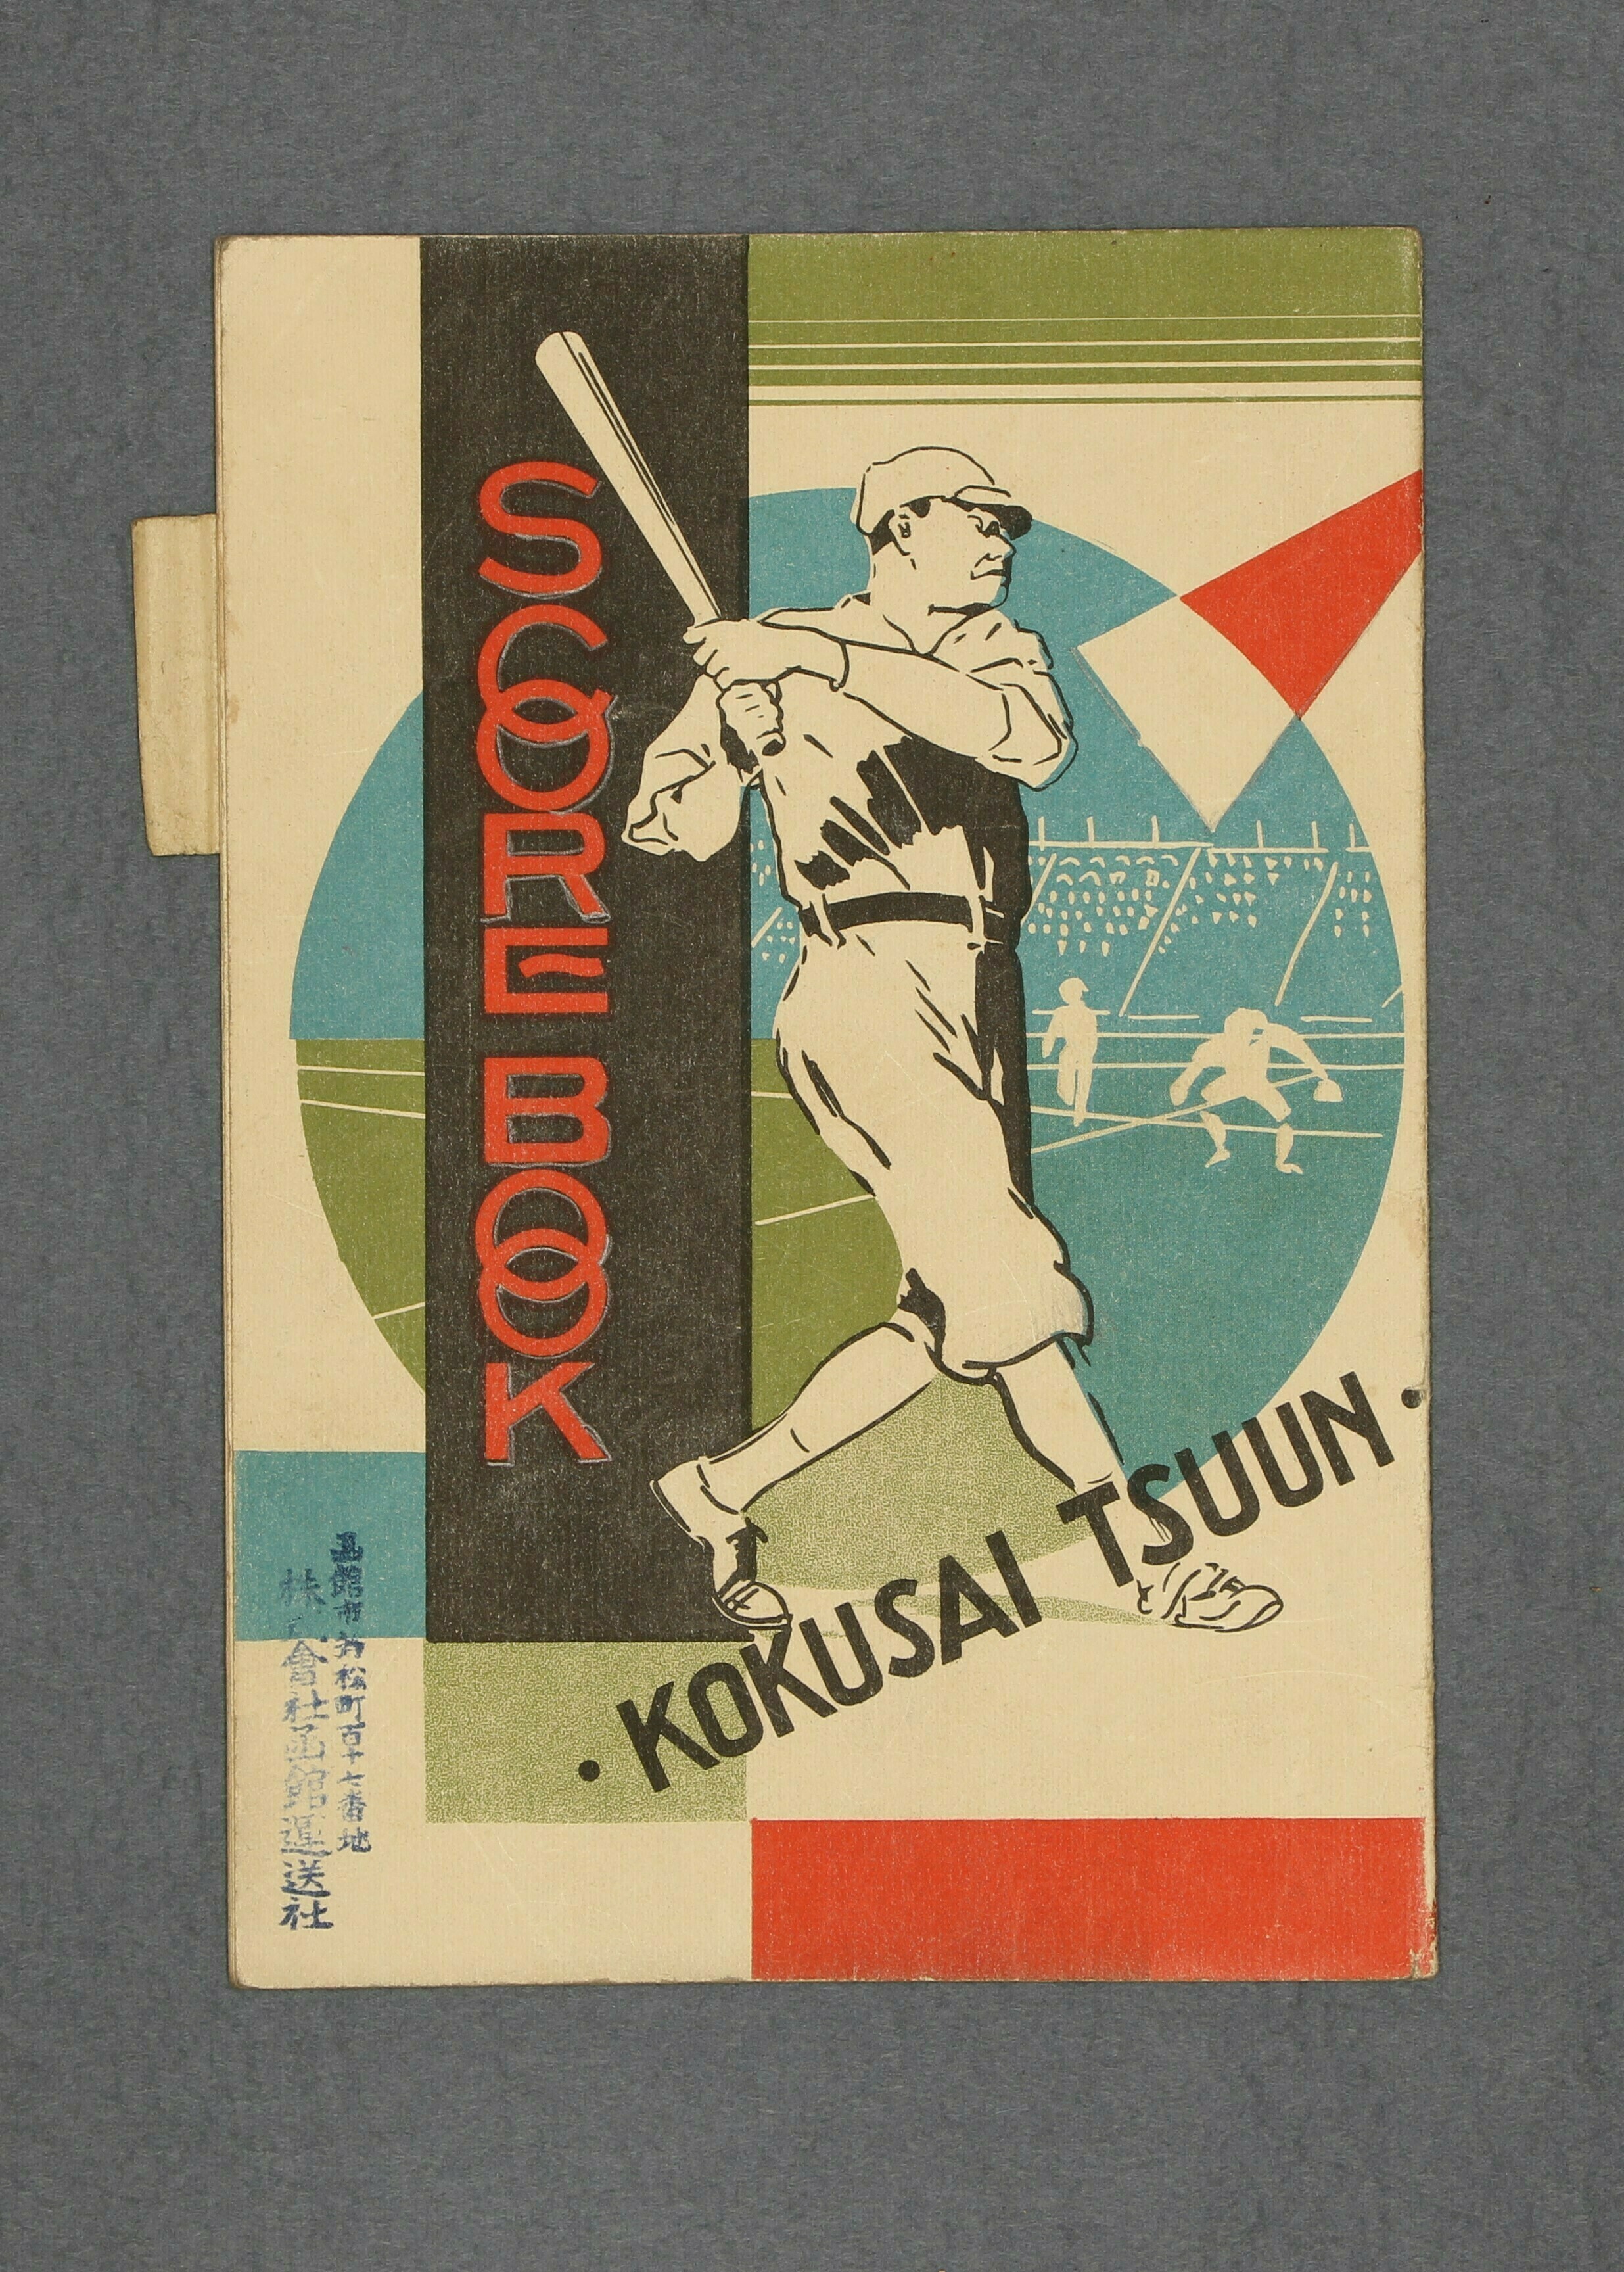 SCORE BOOK
• KOKUSAI TSUUN •
函館市若松町百十七番地
株式會社函館運送社